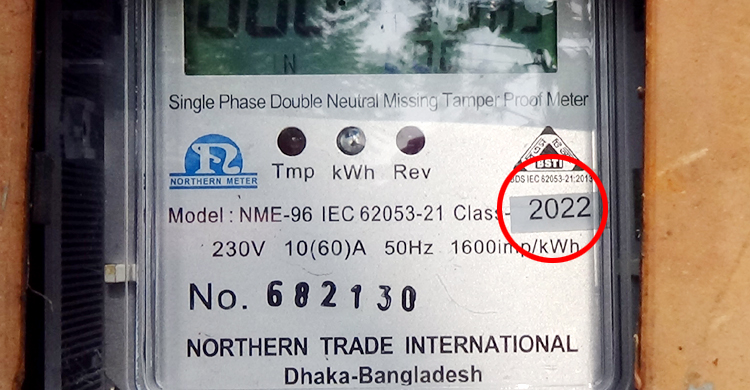 N
Single Phase Double Neutral Missing Tamper Proof Meter
NORTHERN METER
Tmp kWh Rev
BSTI
BDS IEC 62053-21:2013
Model : NME-96 IEC 62053-21 Class- 2022
230V 10(60)A 50Hz 1600imp/kWh
No. 682130
NORTHERN TRADE INTERNATIONAL
Dhaka-Bangladesh